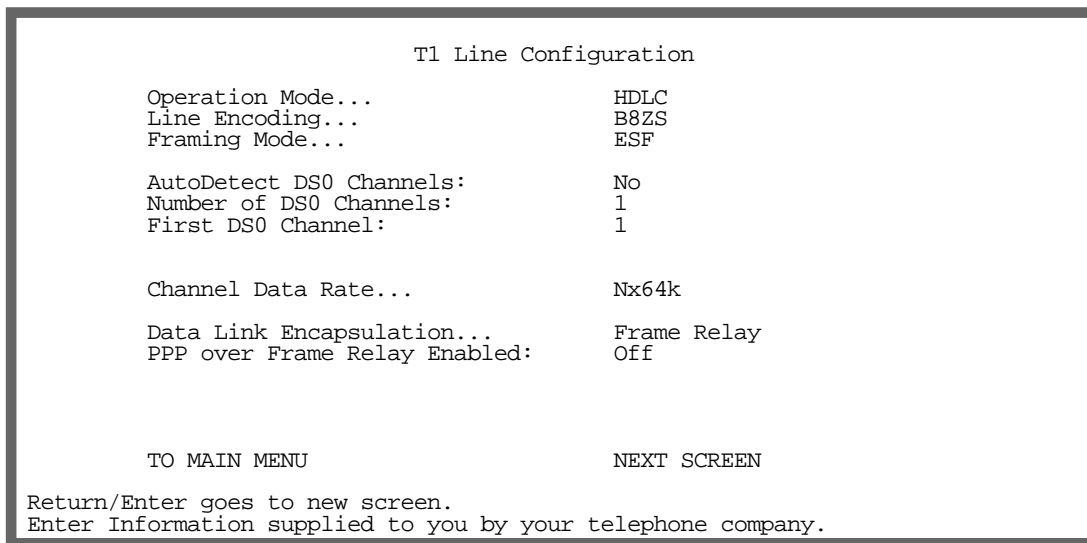 T1 Line Configuration
Operation Mode... HDLC
Line Encoding... B8ZS
Framing Mode... ESF
AutoDetect DS0 Channels: No
Number of DS0 Channels: 1
First DS0 Channel: 1
Channel Data Rate... Nx64k
Data Link Encapsulation... Frame Relay
PPP over Frame Relay Enabled: Off
TO MAIN MENU NEXT SCREEN
Return/Enter goes to new screen.
Enter Information supplied to you by your telephone company.